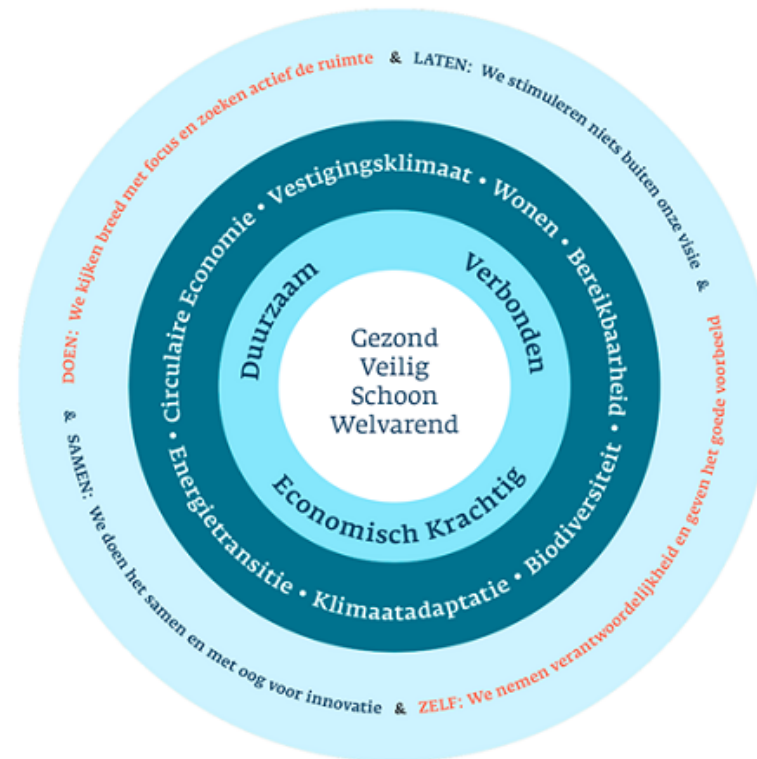 DOEN: We kijken breed met focus en zoeken actief de ruimte
&
LATEN: We stimuleren niets buiten onze visie
&
ZELF: We nemen verantwoordelijkheid en geven het goede voorbeeld
&
SAMEN: We doen het samen en met oog voor innovatie
&
Circulaire Economie • Vestigingsklimaat • Wonen • Bereikbaarheid • Biodiversiteit • Klimaatadaptatie • Energietransitie •
Duurzaam
Verbonden
Economisch Krachtig
Gezond
Veilig
Schoon
Welvarend